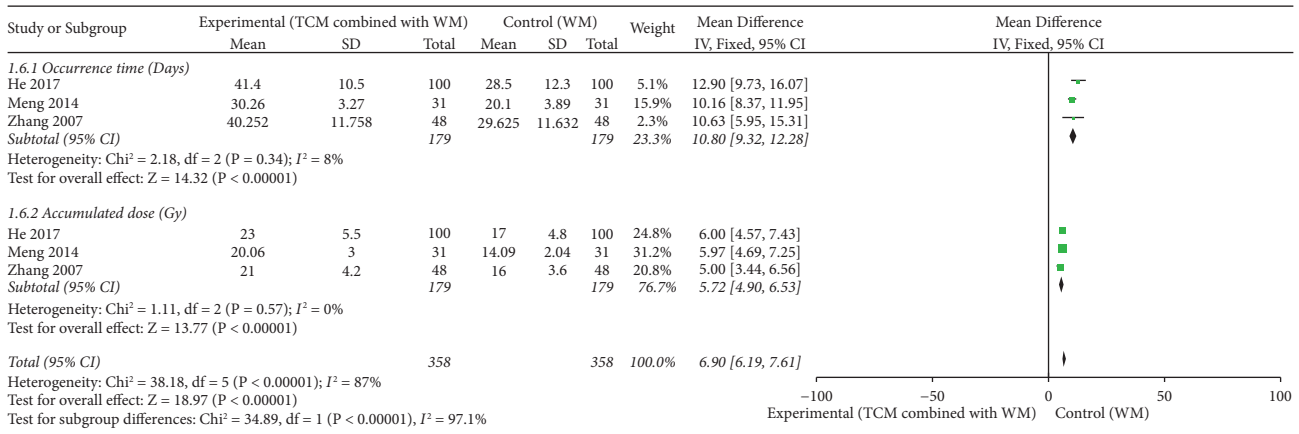 Study or Subgroup Experimental (TCM combined with WM) Control (WM) Weight Mean Difference Mean Difference
Mean SD Total Mean SD Total IV, Fixed, 95% CI IV, Fixed, 95% CI
1.6.1 Occurrence time (Days)
He 2017 41.4 10.5 100 28.5 12.3 100 5.1% 12.90 [9.73, 16.07]
Meng 2014 30.26 3.27 31 20.1 3.89 31 15.9% 10.16 [8.37, 11.95]
Zhang 2007 40.252 11.758 48 29.625 11.632 48 2.3% 10.63 [5.95, 15.31]
Subtotal (95% CI) 179 179 23.3% 10.80 [9.32, 12.28]
Heterogeneity: Chi² = 2.18, df = 2 (P = 0.34); I² = 8%
Test for overall effect: Z = 14.32 (P < 0.00001)
1.6.2 Accumulated dose (Gy)
He 2017 23 5.5 100 17 4.8 100 24.8% 6.00 [4.57, 7.43]
Meng 2014 20.06 3 31 14.09 2.04 31 31.2% 5.97 [4.69, 7.25]
Zhang 2007 21 4.2 48 16 3.6 48 20.8% 5.00 [3.44, 6.56]
Subtotal (95% CI) 179 179 76.7% 5.72 [4.90, 6.53]
Heterogeneity: Chi² = 1.11, df = 2 (P = 0.57); I² = 0%
Test for overall effect: Z = 13.77 (P < 0.00001)
Total (95% CI) 358 358 100.0% 6.90 [6.19, 7.61]
Heterogeneity: Chi² = 38.18, df = 5 (P < 0.00001); I² = 87%
Test for overall effect: Z = 18.97 (P < 0.00001)
Test for subgroup differences: Chi² = 34.89, df = 1 (P < 0.00001), I² = 97.1%
−100 −50 0 50 100
Experimental (TCM combined with WM) Control (WM)